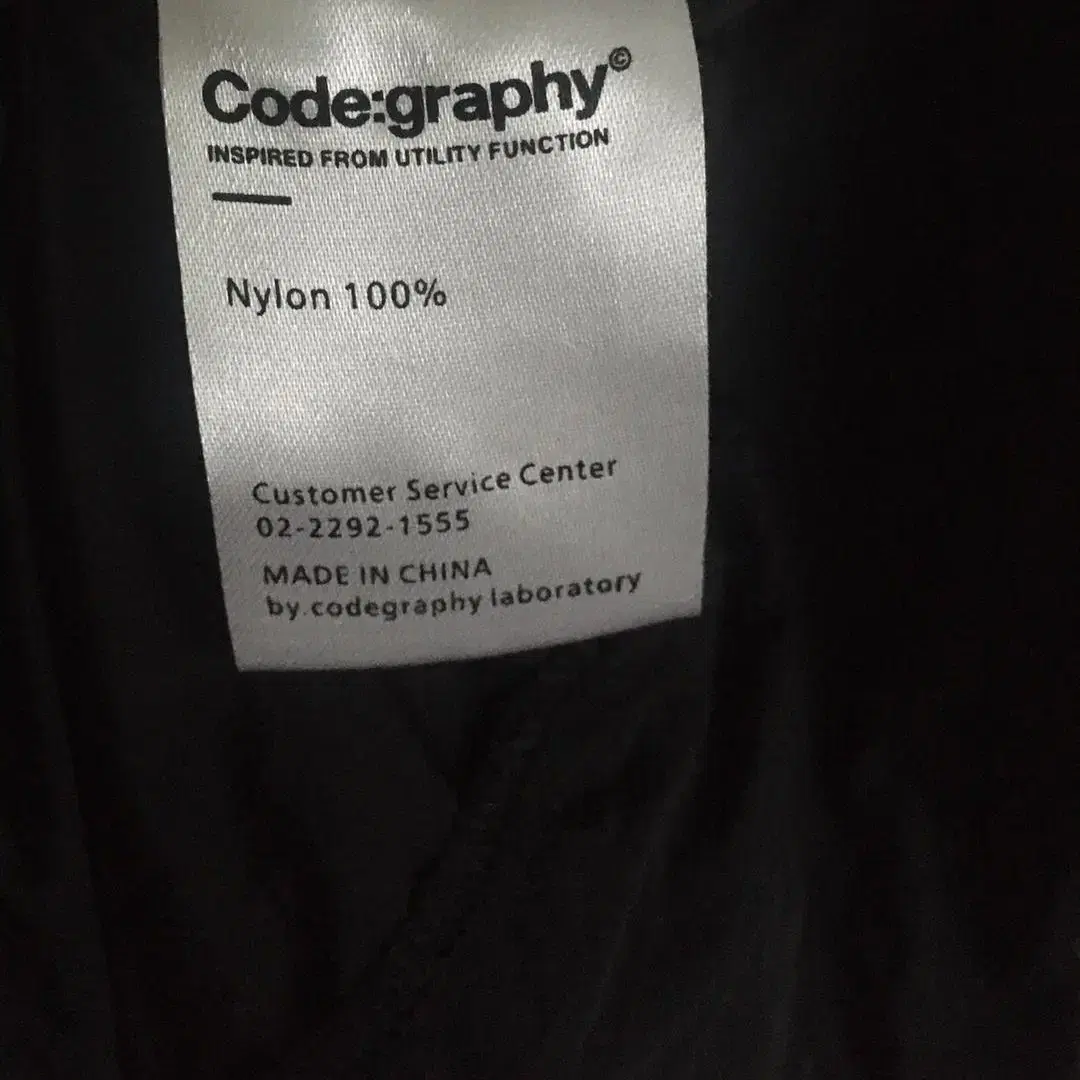 Code:graphy©
INSPIRED FROM UTILITY FUNCTION
Nylon 100%
Customer Service Center
02-2292-1555
MADE IN CHINA
by.codegraphy laboratory